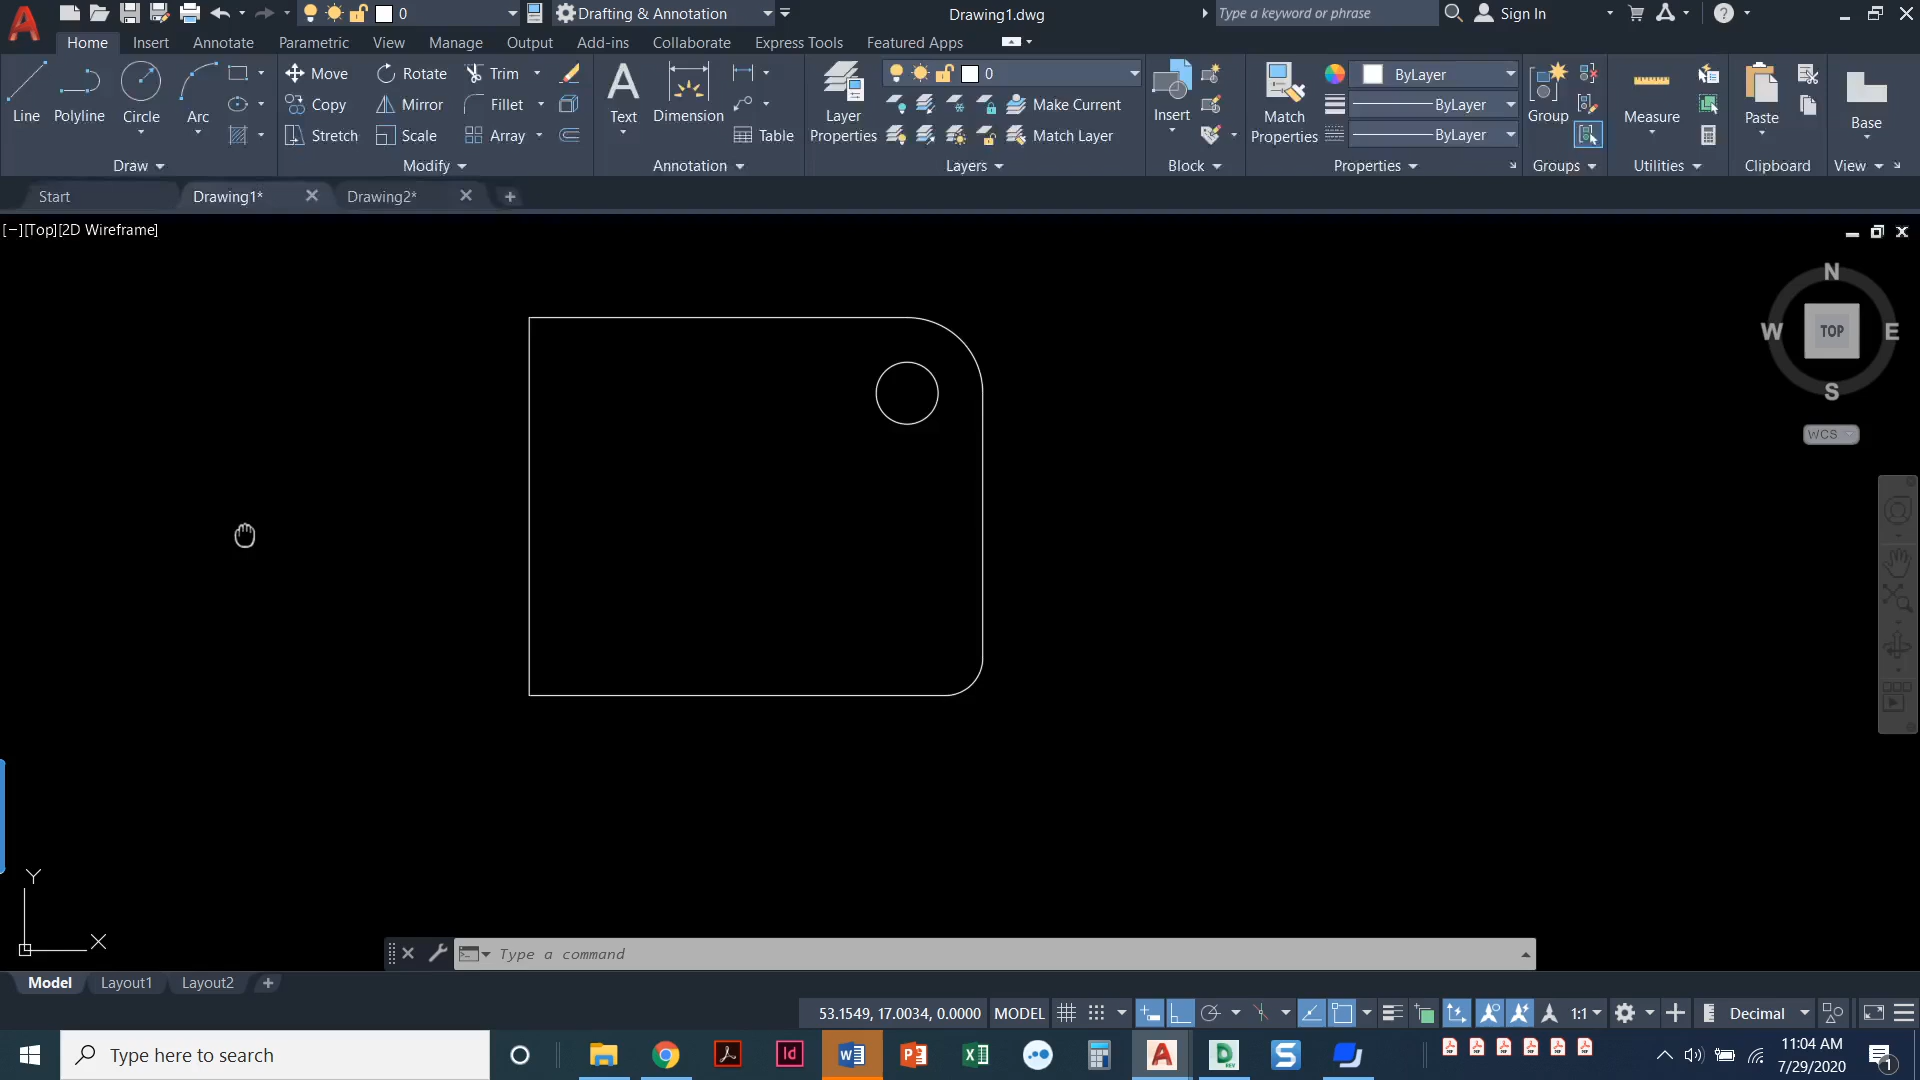 0
Drafting & Annotation
Drawing1.dwg
Type a keyword or phrase
Sign In
Home
Insert
Annotate
Parametric
View
Manage
Output
Add-ins
Collaborate
Express Tools
Featured Apps
Line
Polyline
Circle
Arc
Move
Rotate
Trim
Copy
Mirror
Fillet
Stretch
Scale
Array
Text
Dimension
Table
Layer
Properties
0
Make Current
Match Layer
Insert
Match
Properties
ByLayer
ByLayer
ByLayer
Group
Measure
Paste
Base
Draw
Modify
Annotation
Layers
Block
Properties
Groups
Utilities
Clipboard
View
Start
Drawing1*
Drawing2*
[−][Top][2D Wireframe]
N
W
TOP
E
S
WCS
Y
X
Type a command
Model
Layout1
Layout2
53.1549, 17.0034, 0.0000
MODEL
1:1
Decimal
Type here to search
11:04 AM
7/29/2020
1